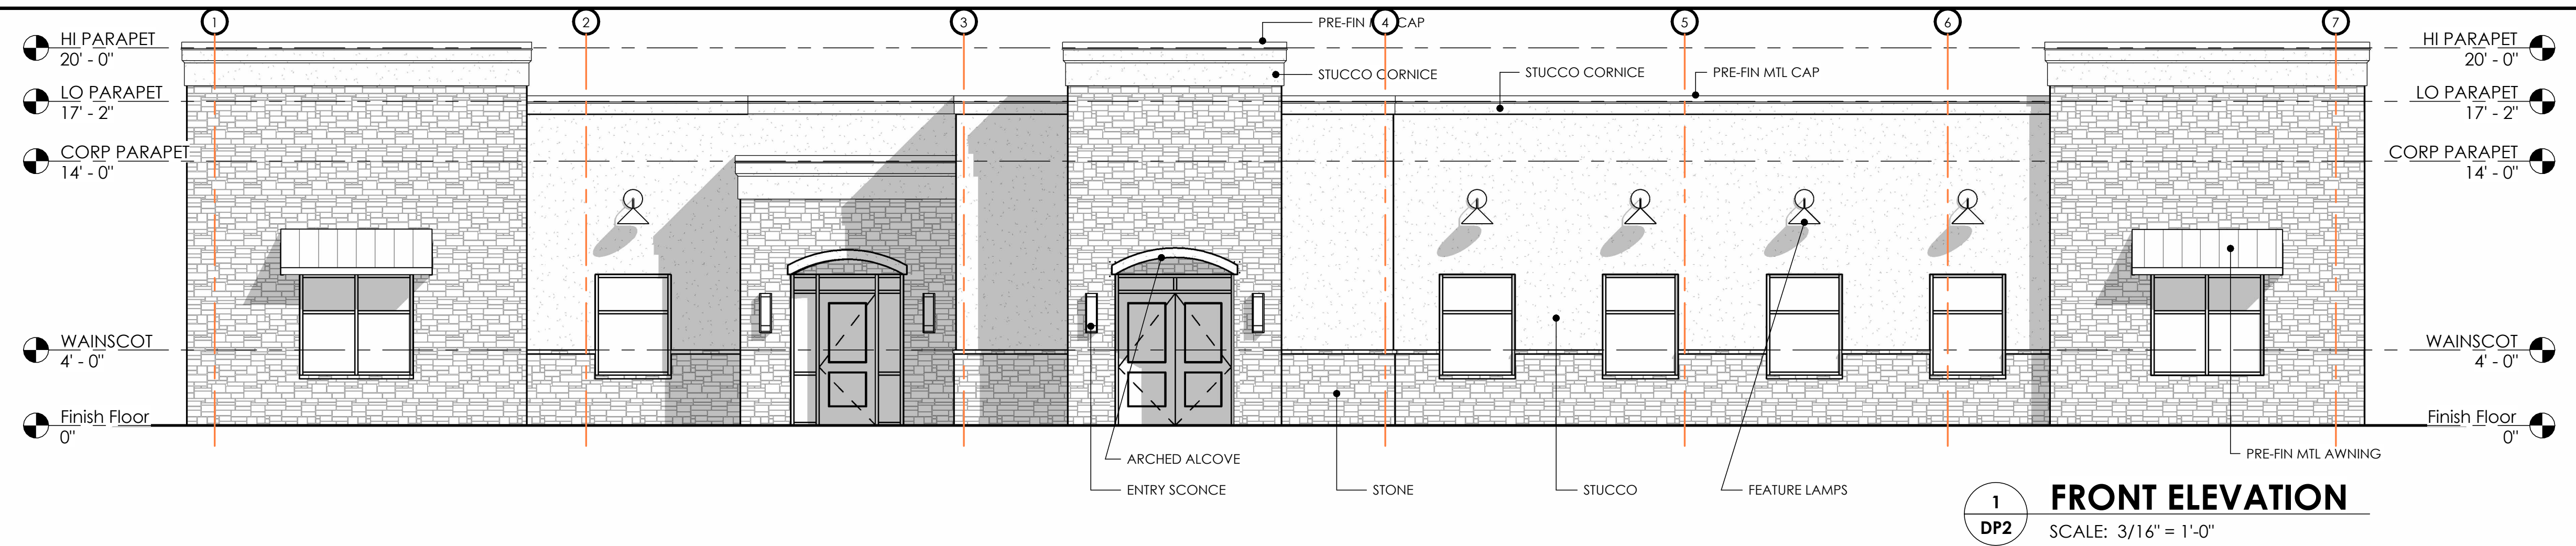 1
2
3
4
5
6
7
PRE-FIN MTL CAP
HI PARAPET
20' - 0"
HI PARAPET
20' - 0"
STUCCO CORNICE
STUCCO CORNICE
PRE-FIN MTL CAP
LO PARAPET
17' - 2"
LO PARAPET
17' - 2"
CORP PARAPET
14' - 0"
CORP PARAPET
14' - 0"
WAINSCOT
4' - 0"
WAINSCOT
4' - 0"
Finish Floor
0"
Finish Floor
0"
ARCHED ALCOVE
PRE-FIN MTL AWNING
ENTRY SCONCE
STONE
STUCCO
FEATURE LAMPS
1
DP2
FRONT ELEVATION
SCALE: 3/16" = 1'-0"